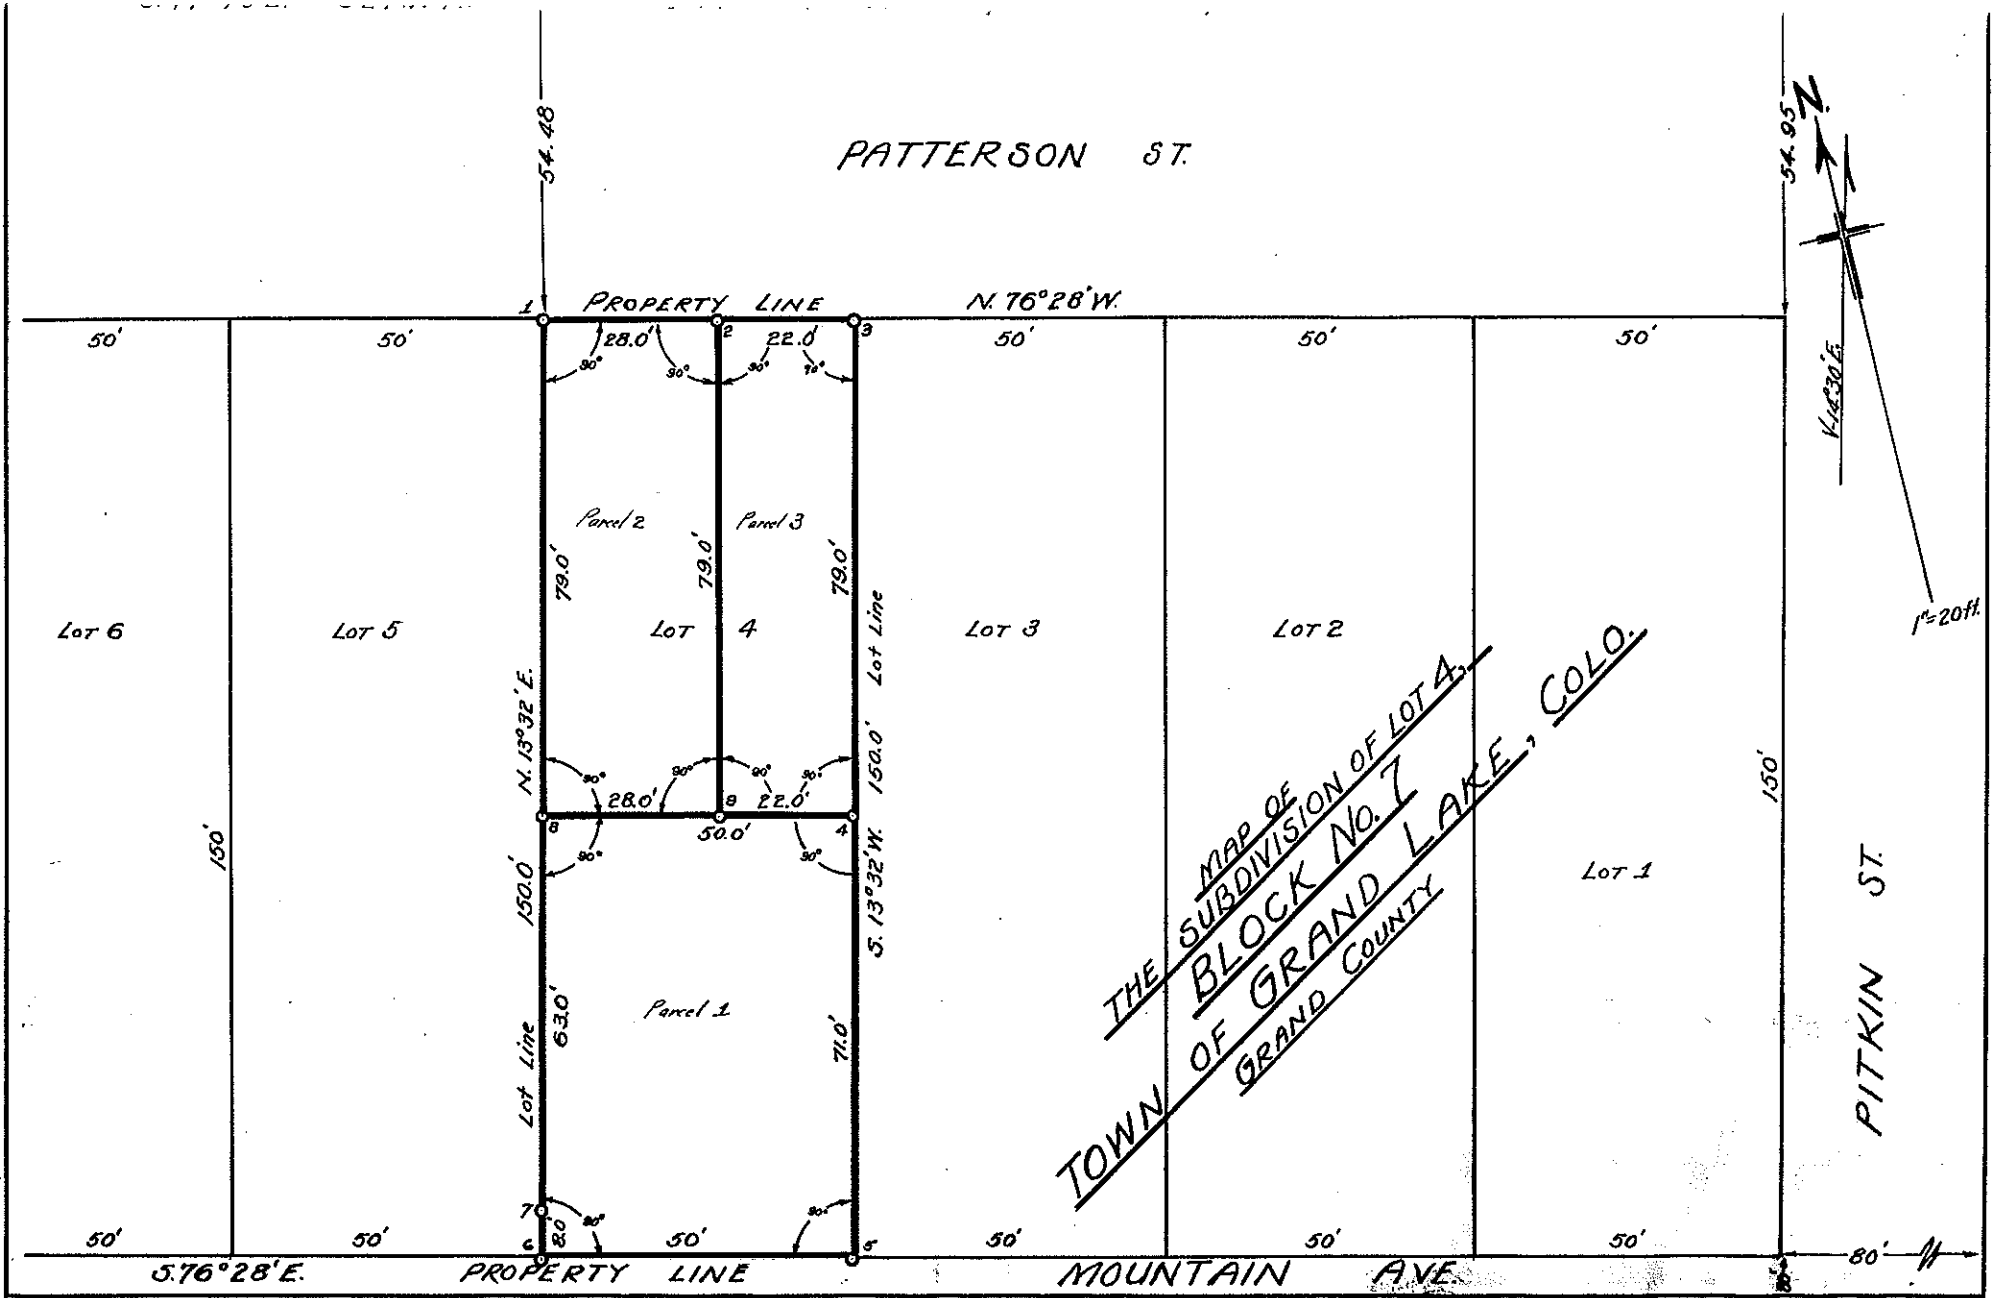 54.48
PATTERSON ST.
54.95
N.
1 PROPERTY LINE N. 76°28'W.
50' 50' 28.0' 2 22.0' 3 50' 50' 50'
90° 90° 90° 90°
V-14°30'E.
Parcel 2 Parcel 3
79.0' 79.0' 79.0'
Lot 6 Lot 5 Lot 4 Lot 3 Lot 2
1"=20ft.
Lot Line
N. 13°32'E.
150.0'
90° 90° 90° 90°
28.0' 9 22.0'
8 50.0' 4
90° 90°
150'
150.0'
S. 13°32'W.
150'
MAP OF
THE SUBDIVISION OF LOT 4,
BLOCK No. 7
TOWN OF GRAND LAKE, COLO.
GRAND COUNTY
Lot 1
PITKIN ST.
Parcel 1
Lot Line
63.0'
71.0'
7
8.0
90° 90°
50' 50' 6 50' 5 50' 50' 50'
80'
S.76°28'E. PROPERTY LINE MOUNTAIN AVE.